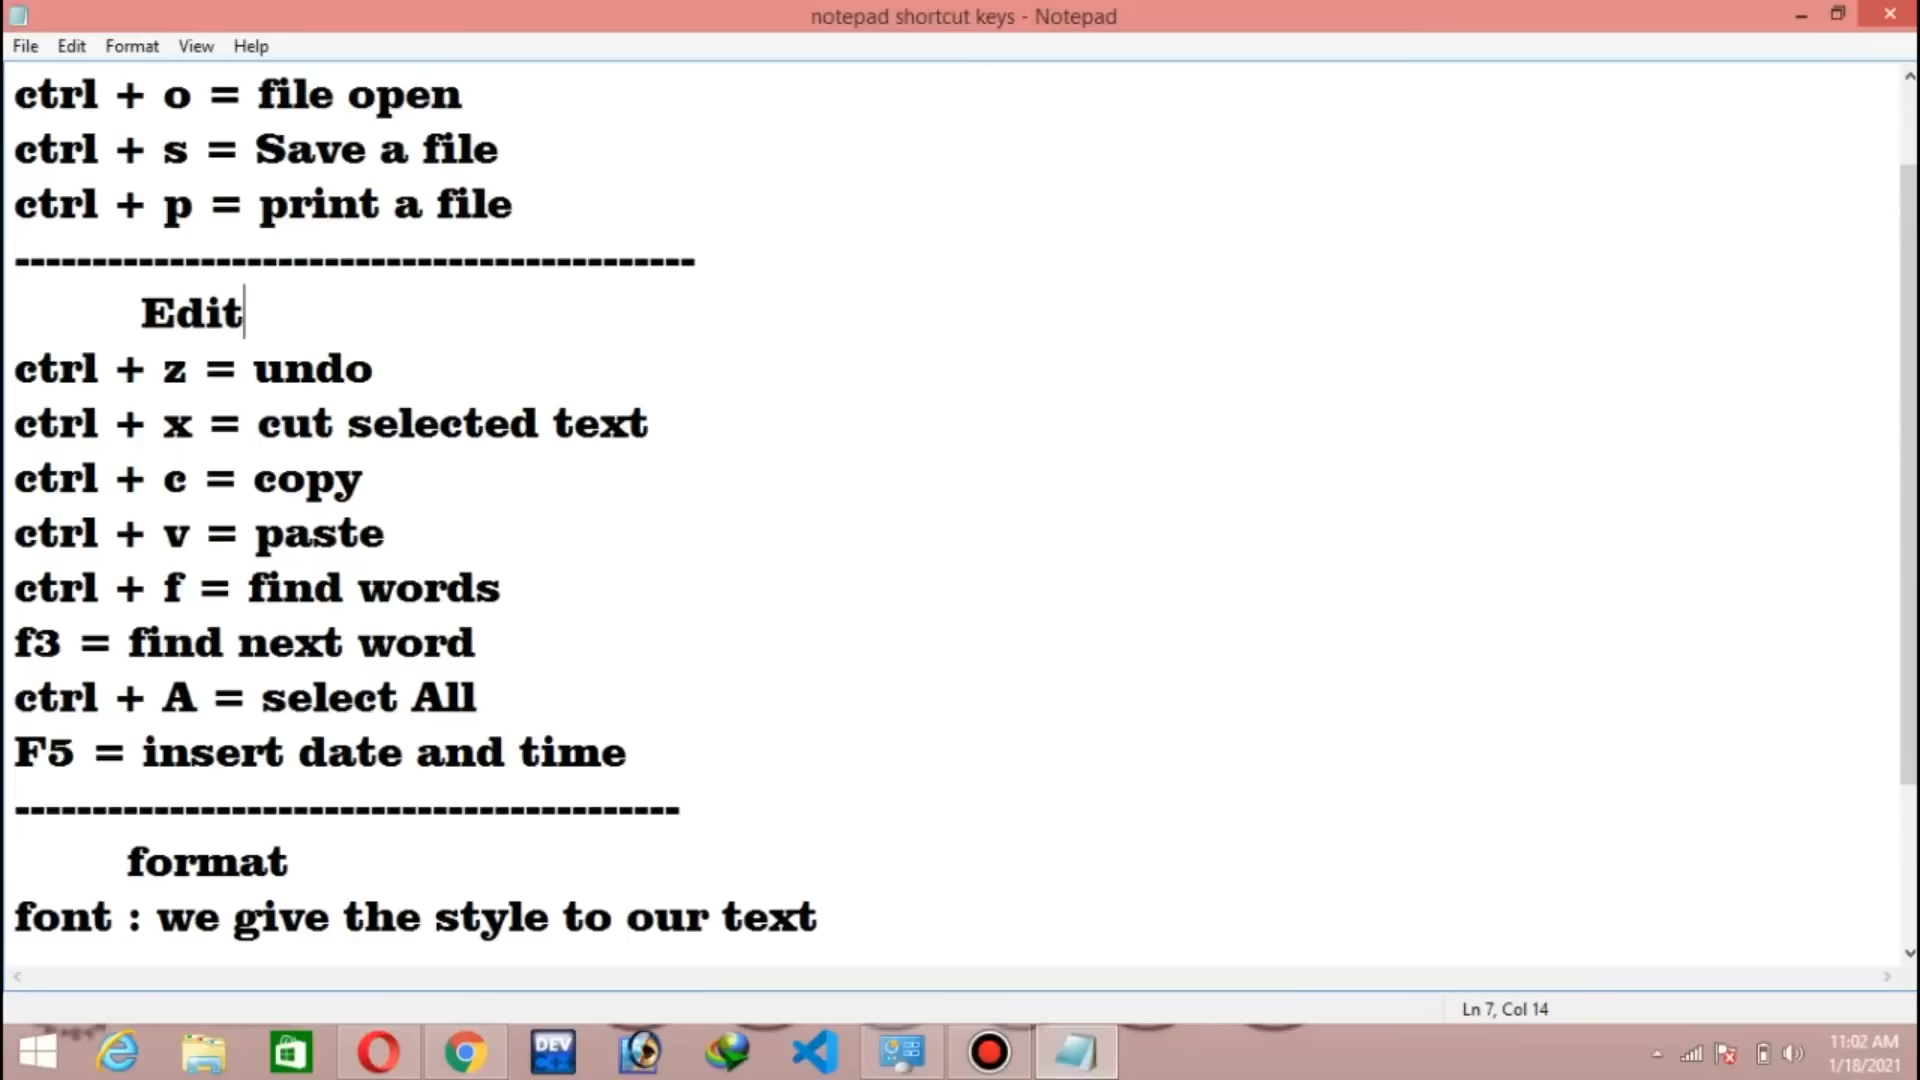 notepad shortcut keys - Notepad
File Edit Format View Help
ctrl + o = file open
ctrl + s = Save a file
ctrl + p = print a file
--------------------------------------------
Edit
ctrl + z = undo
ctrl + x = cut selected text
ctrl + c = copy
ctrl + v = paste
ctrl + f = find words
f3 = find next word
ctrl + A = select All
F5 = insert date and time
-------------------------------------------
format
font : we give the style to our text
Ln 7, Col 14
DEV
C++
11:02 AM
1/18/2021